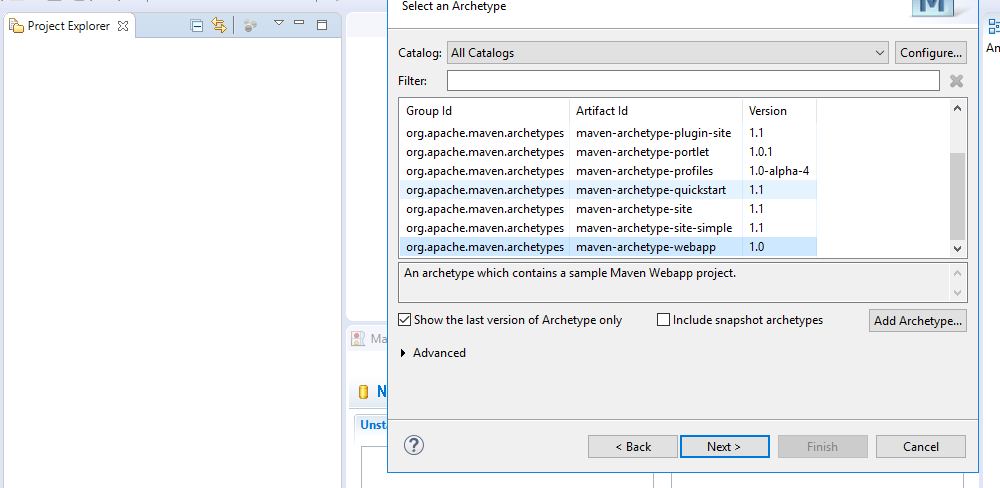 Select an Archetype
Project Explorer
Catalog: All Catalogs Configure...
Filter:
Group Id Artifact Id Version
org.apache.maven.archetypes maven-archetype-plugin-site 1.1
org.apache.maven.archetypes maven-archetype-portlet 1.0.1
org.apache.maven.archetypes maven-archetype-profiles 1.0-alpha-4
org.apache.maven.archetypes maven-archetype-quickstart 1.1
org.apache.maven.archetypes maven-archetype-site 1.1
org.apache.maven.archetypes maven-archetype-site-simple 1.1
org.apache.maven.archetypes maven-archetype-webapp 1.0
An archetype which contains a sample Maven Webapp project.
Show the last version of Archetype only Include snapshot archetypes Add Archetype...
Advanced
Ma
N
Unsta
An
? < Back Next > Finish Cancel